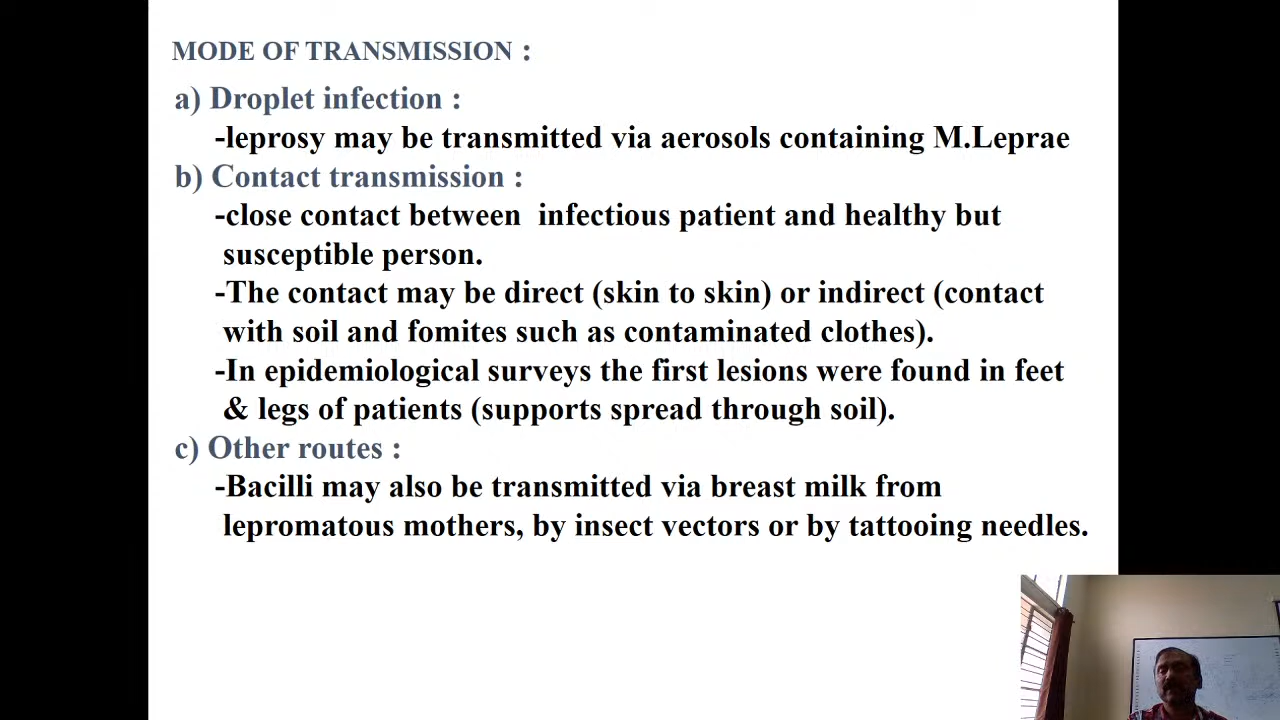 MODE OF TRANSMISSION :
a) Droplet infection :
-leprosy may be transmitted via aerosols containing M.Leprae
b) Contact transmission :
-close contact between infectious patient and healthy but
susceptible person.
-The contact may be direct (skin to skin) or indirect (contact
with soil and fomites such as contaminated clothes).
-In epidemiological surveys the first lesions were found in feet
& legs of patients (supports spread through soil).
c) Other routes :
-Bacilli may also be transmitted via breast milk from
lepromatous mothers, by insect vectors or by tattooing needles.